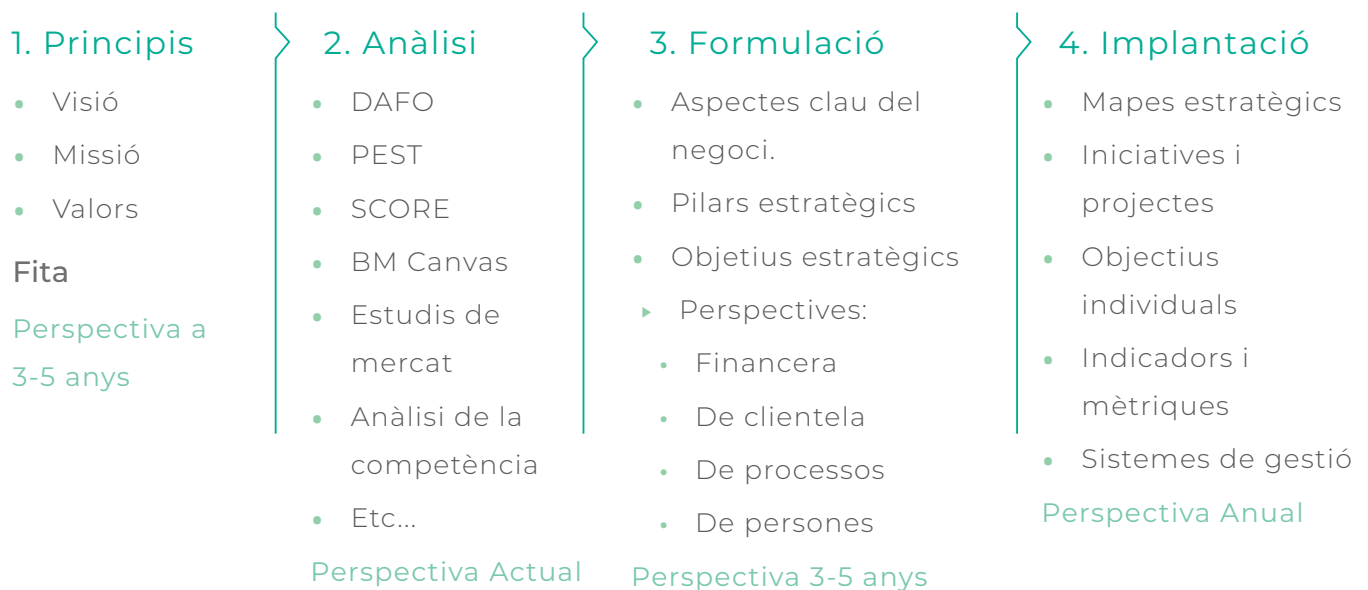 1. Principis
Visió
Missió
Valors
Fita
Perspectiva a
3-5 anys
2. Anàlisi
DAFO
PEST
SCORE
BM Canvas
Estudis de
mercat
Anàlisi de la
competència
Etc...
Perspectiva Actual
3. Formulació
Aspectes clau del
negoci.
Pilars estratègics
Objetius estratègics
Perspectives:
Financera
De clientela
De processos
De persones
Perspectiva 3-5 anys
4. Implantació
Mapes estratègics
Iniciatives i
projectes
Objectius
individuals
Indicadors i
mètriques
Sistemes de gestió
Perspectiva Anual